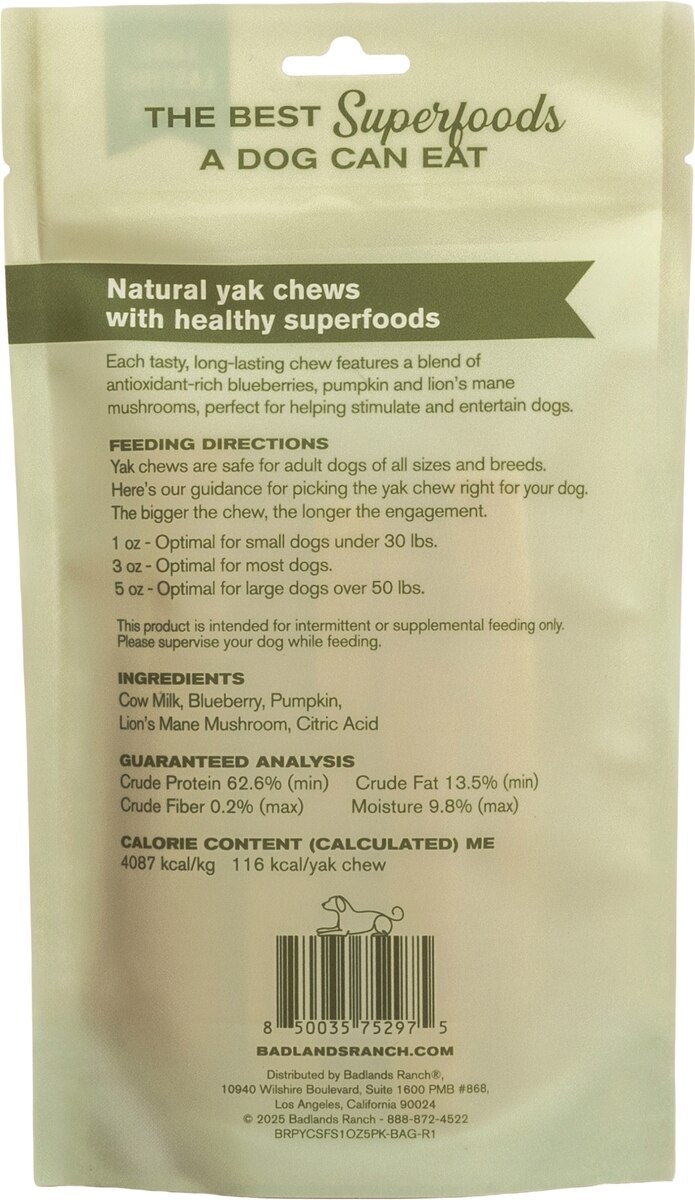 THE BEST Superfoods
A DOG CAN EAT
Natural yak chews
with healthy superfoods
Each tasty, long-lasting chew features a blend of
antioxidant-rich blueberries, pumpkin and lion's mane
mushrooms, perfect for helping stimulate and entertain dogs.
FEEDING DIRECTIONS
Yak chews are safe for adult dogs of all sizes and breeds.
Here's our guidance for picking the yak chew right for your dog.
The bigger the chew, the longer the engagement.
1 oz - Optimal for small dogs under 30 lbs.
3 oz - Optimal for most dogs.
5 oz - Optimal for large dogs over 50 lbs.
This product is intended for intermittent or supplemental feeding only.
Please supervise your dog while feeding.
INGREDIENTS
Cow Milk, Blueberry, Pumpkin,
Lion's Mane Mushroom, Citric Acid
GUARANTEED ANALYSIS
Crude Protein 62.6% (min) Crude Fat 13.5% (min)
Crude Fiber 0.2% (max) Moisture 9.8% (max)
CALORIE CONTENT (CALCULATED) ME
4087 kcal/kg 116 kcal/yak chew
8 50035 75297 5
BADLANDSRANCH.COM
Distributed by Badlands Ranch®,
10940 Wilshire Boulevard, Suite 1600 PMB #868,
Los Angeles, California 90024
© 2025 Badlands Ranch - 888-872-4522
BRPYCSFS1OZ5PK-BAG-R1